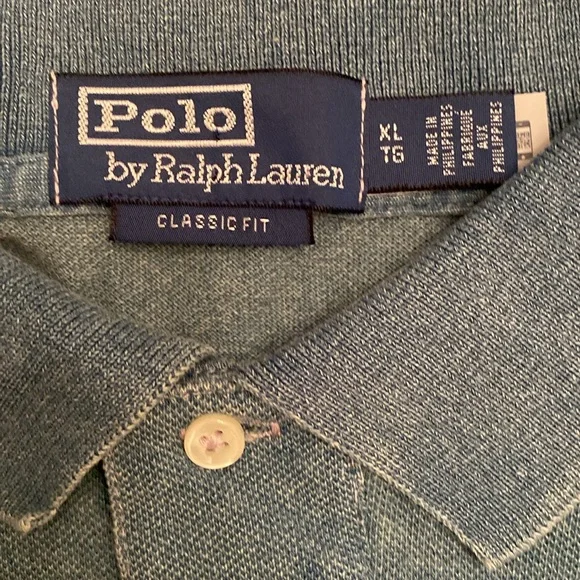 Polo
by Ralph Lauren
CLASSIC FIT
XL
TG
MADE IN
PHILIPPINES
FABRIQUE
AUX
PHILIPPINES